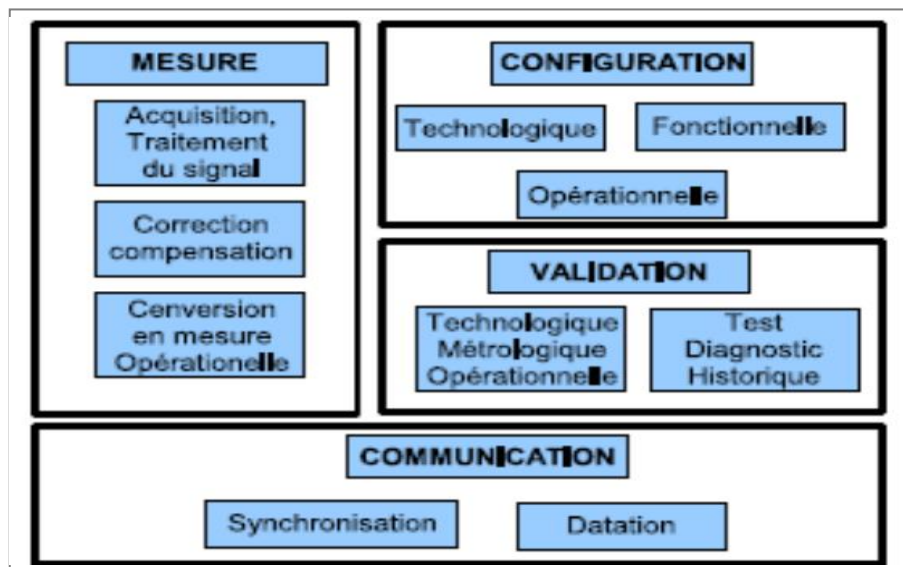 MESURE
Acquisition,
Traitement
du signal
Correction
compensation
Cenversion
en mesure
Opérationelle
CONFIGURATION
Technologique
Fonctionnelle
Opérationnelle
VALIDATION
Technologique
Métrologique
Opérationnelle
Test
Diagnostic
Historique
COMMUNICATION
Synchronisation
Datation